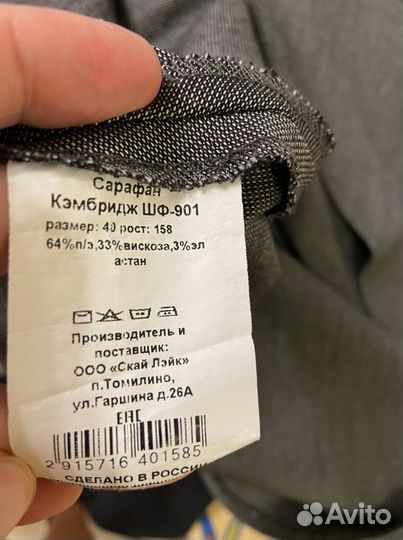 Сарафан
Кэмбридж ШФ-901
размер: 40 рост: 158
64%п/э,33%вискоза,3%эл
астан
Производитель и
поставщик:
ООО «Скай Лэйк»
п.Томилино,
ул.Гаршина д.26А
EAC
2 915716 401585
СДЕЛАНО В РОССИИ
Avito